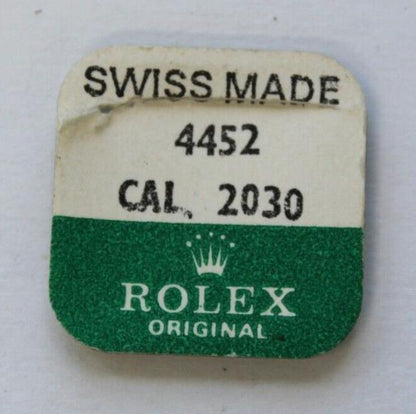 SWISS MADE
4452
CAL. 2030
ROLEX
ORIGINAL